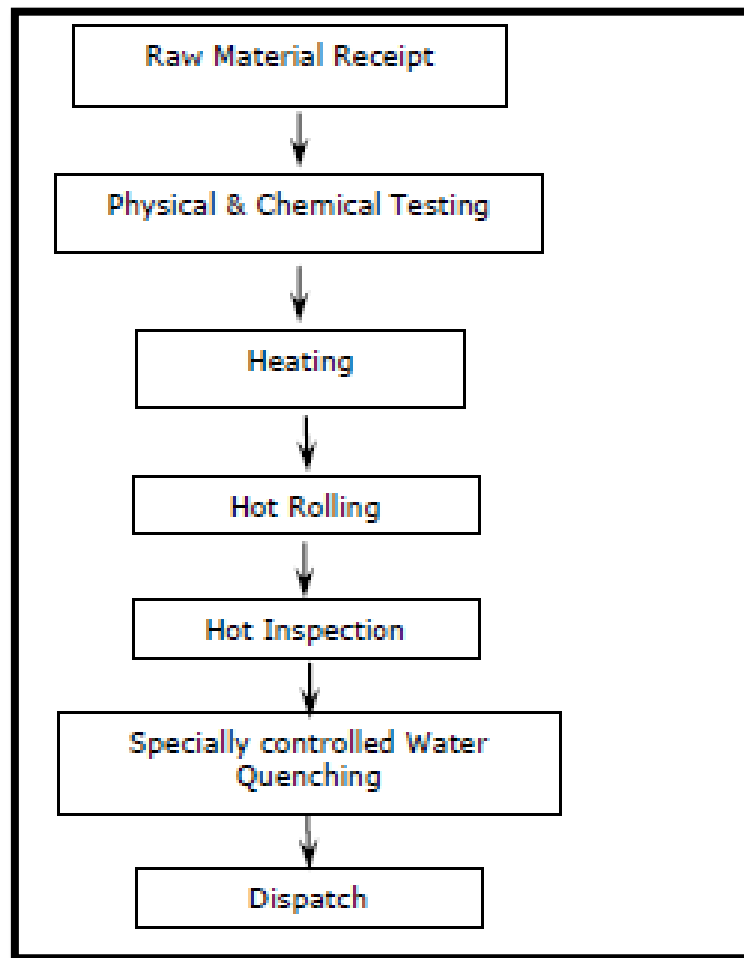 Raw Material Receipt
Physical & Chemical Testing
Heating
Hot Rolling
Hot Inspection
Specially controlled Water
Quenching
Dispatch